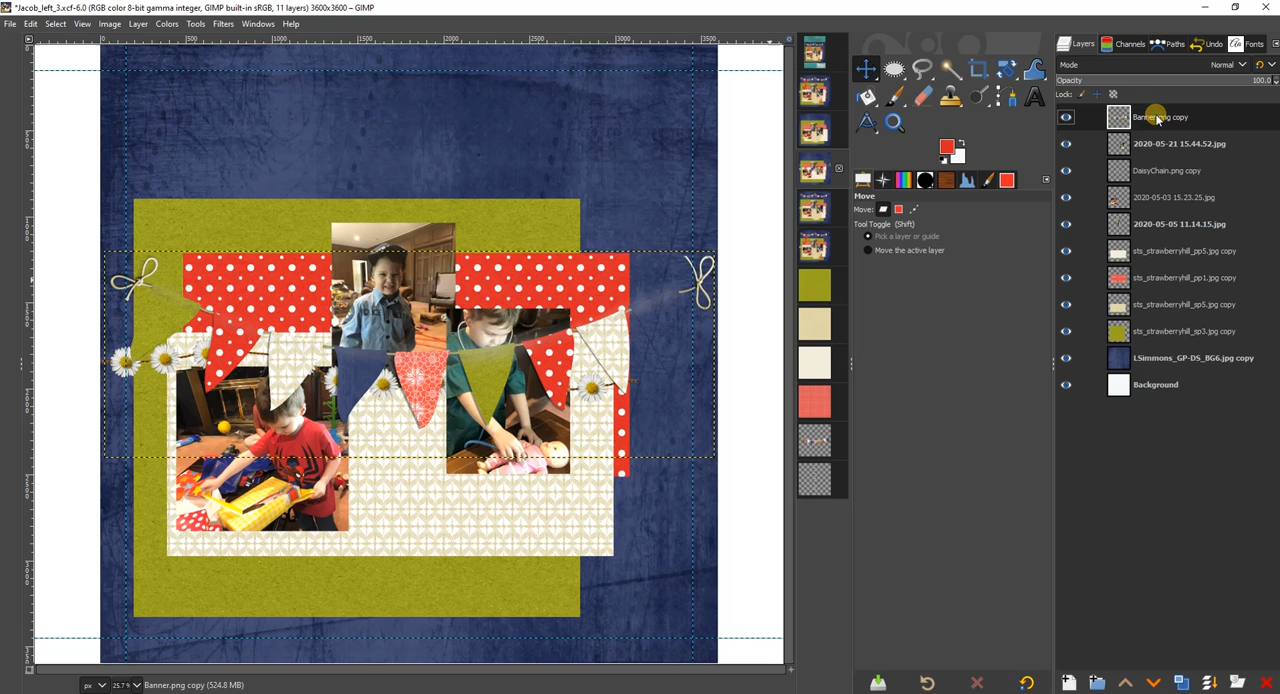 *Jacob_left_3.xcf-6.0 (RGB color 8-bit gamma integer, GIMP built-in sRGB, 11 layers) 3600x3600 – GIMP
File Edit Select View Image Layer Colors Tools Filters Windows Help
0 500 1000 1500 2000 2500 3000 3500
Layers Channels Paths Undo Fonts
Mode Normal
Opacity 100.0
Lock:
Banner.png copy
2020-05-21 15.44.52.jpg
DaisyChain.png copy
2020-05-03 15.23.25.jpg
2020-05-05 11.14.15.jpg
sts_strawberryhill_pp5.jpg copy
sts_strawberryhill_pp1.jpg copy
sts_strawberryhill_sp5.jpg copy
sts_strawberryhill_sp3.jpg copy
LSimmons_GP-DS_BG6.jpg copy
Background
Move
Move:
Tool Toggle (Shift)
Pick a layer or guide
Move the active layer
px 25.7 % Banner.png copy (524.8 MB)